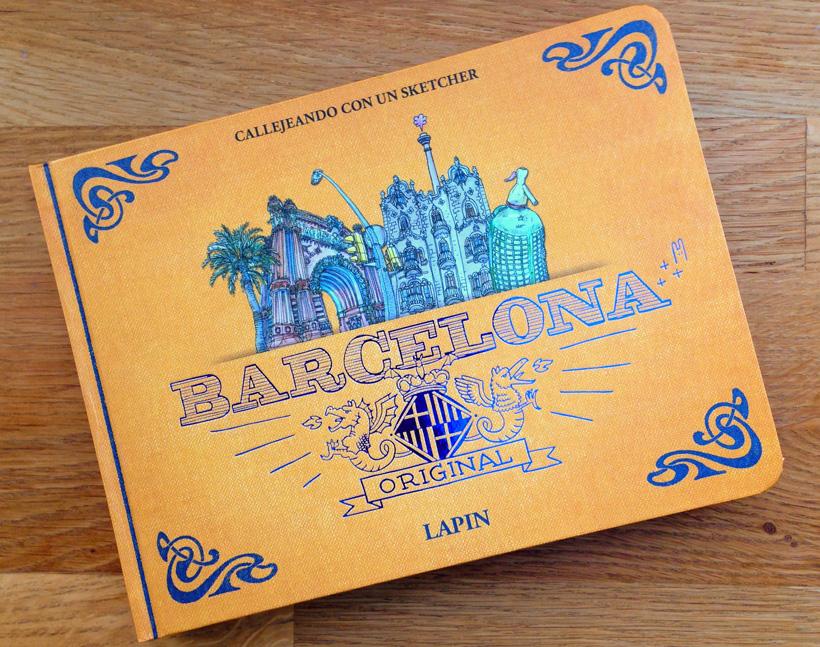 CALLEJEANDO CON UN SKETCHER
BARCELONA
ORIGINAL
LAPIN